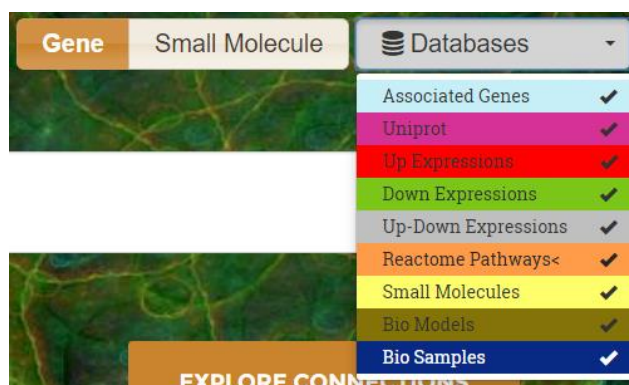 Gene Small Molecule Databases
Associated Genes
Uniprot
Up Expressions
Down Expressions
Up-Down Expressions
Reactome Pathways<
Small Molecules
Bio Models
Bio Samples
EXPLORE CONNECTIONS